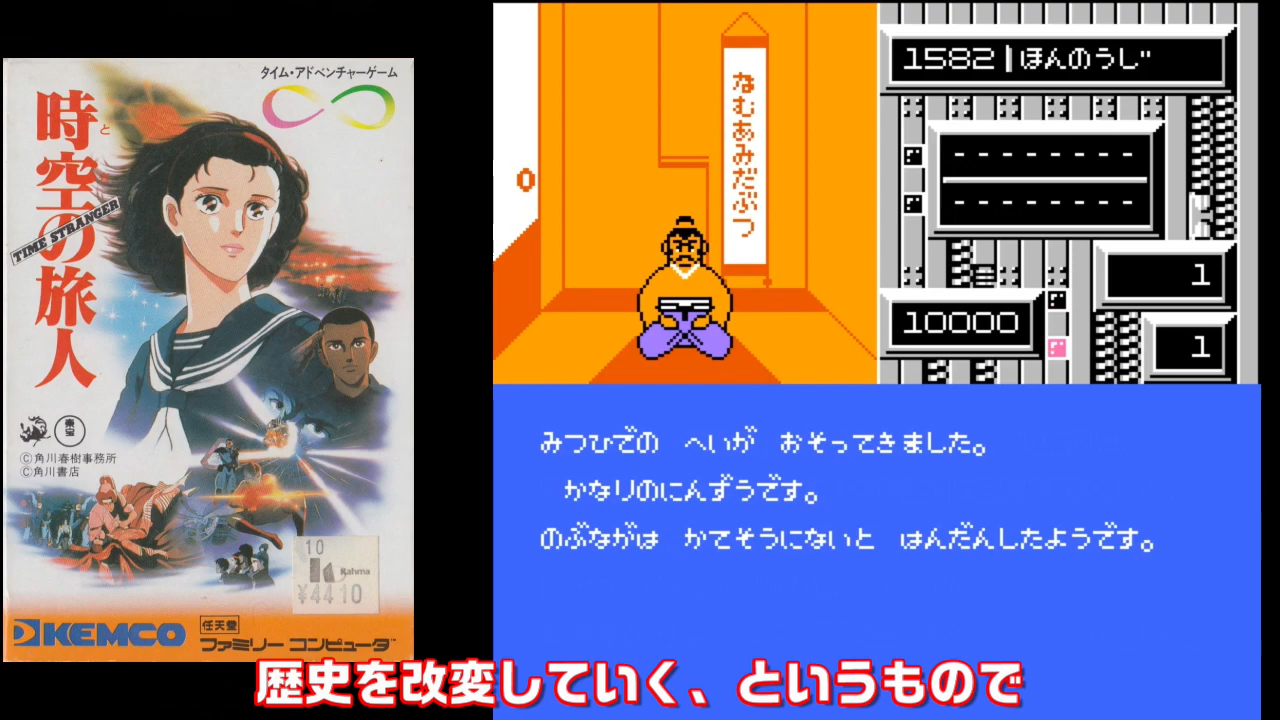 タイム・アドベンチャーゲーム
時空の旅人
と
TIME STRANGER
©角川春樹事務所
©角川書店
10
Rahma
¥4410
KEMCO
任天堂
ファミリーコンピュータ
なむあみだぶつ
0
1582 ほんのうじ
--------
--------
1
10000
1
みつひでの へいが おそってきました。
かなりのにんずうです。
のぶながは かてそうにないと はんだんしたようです。
歴史を改変していく、というもので